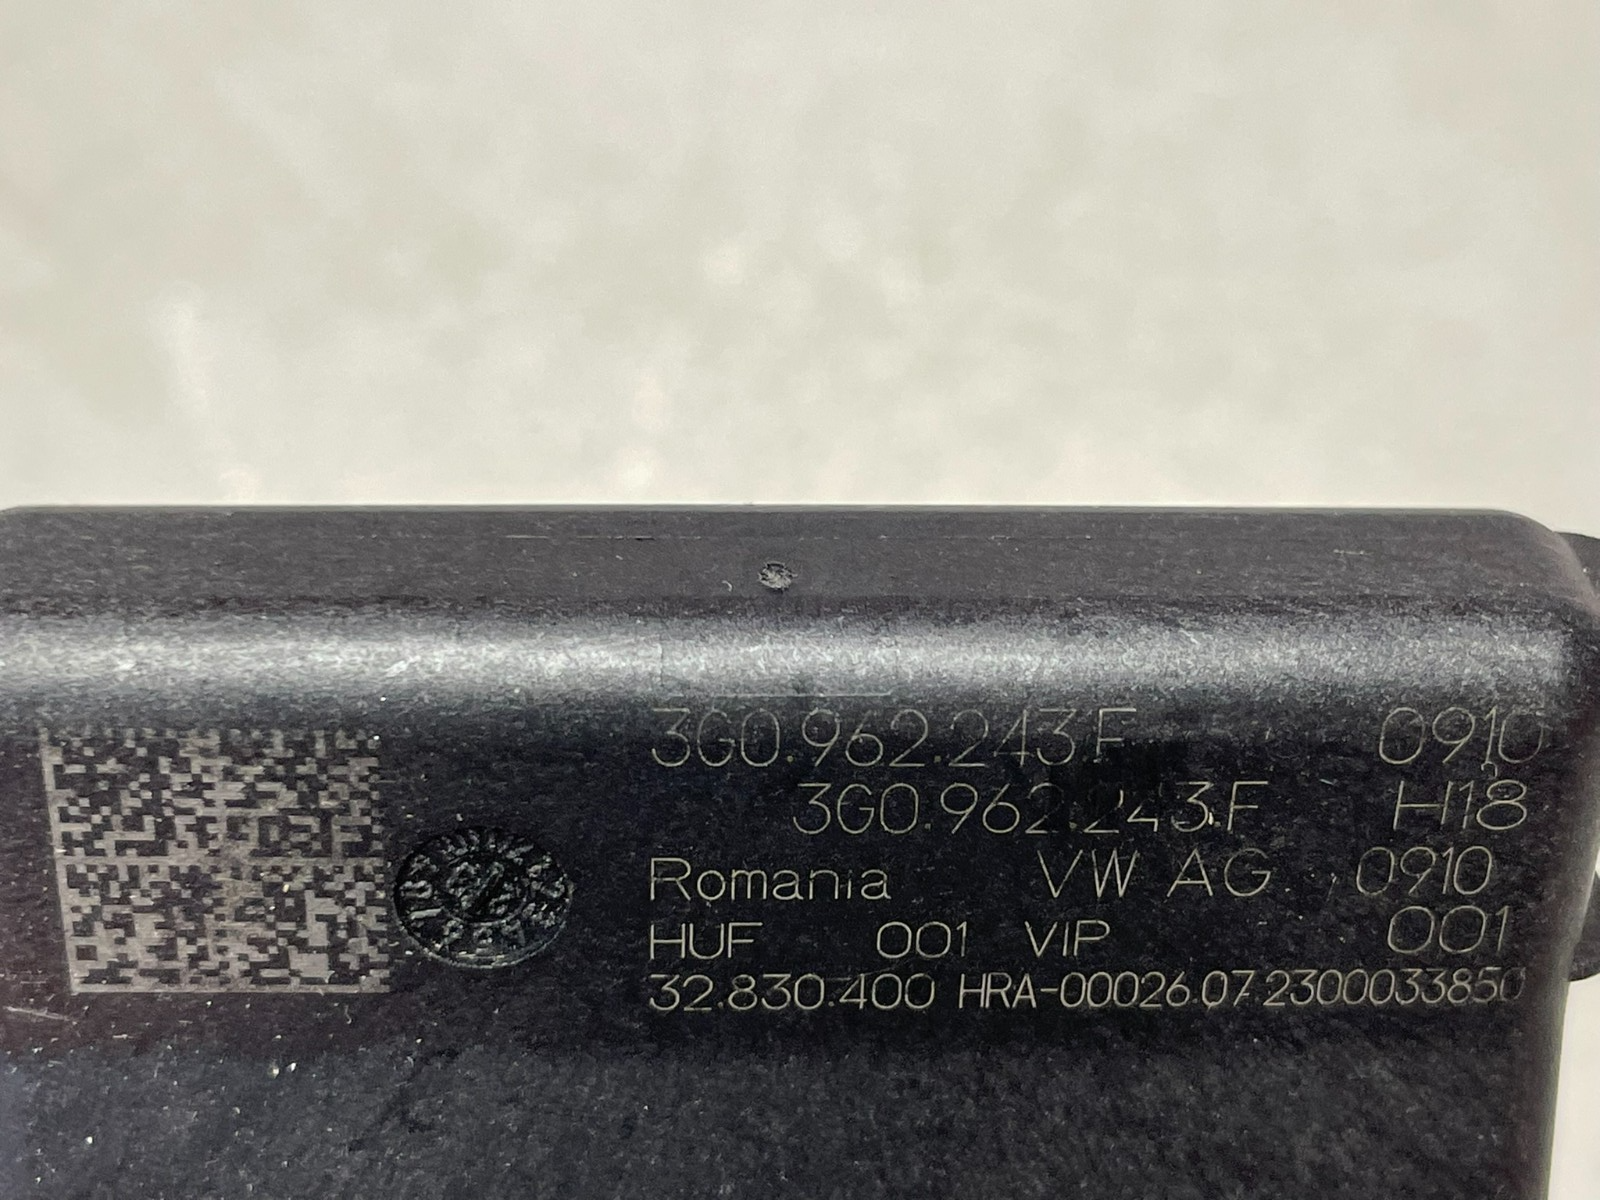 3G0.962.243.F 0910
3G0.962.243.F H18
Romania VW AG 0910
HUF 001 VIP 001
32.830.400 HRA-00026.07.2300033850